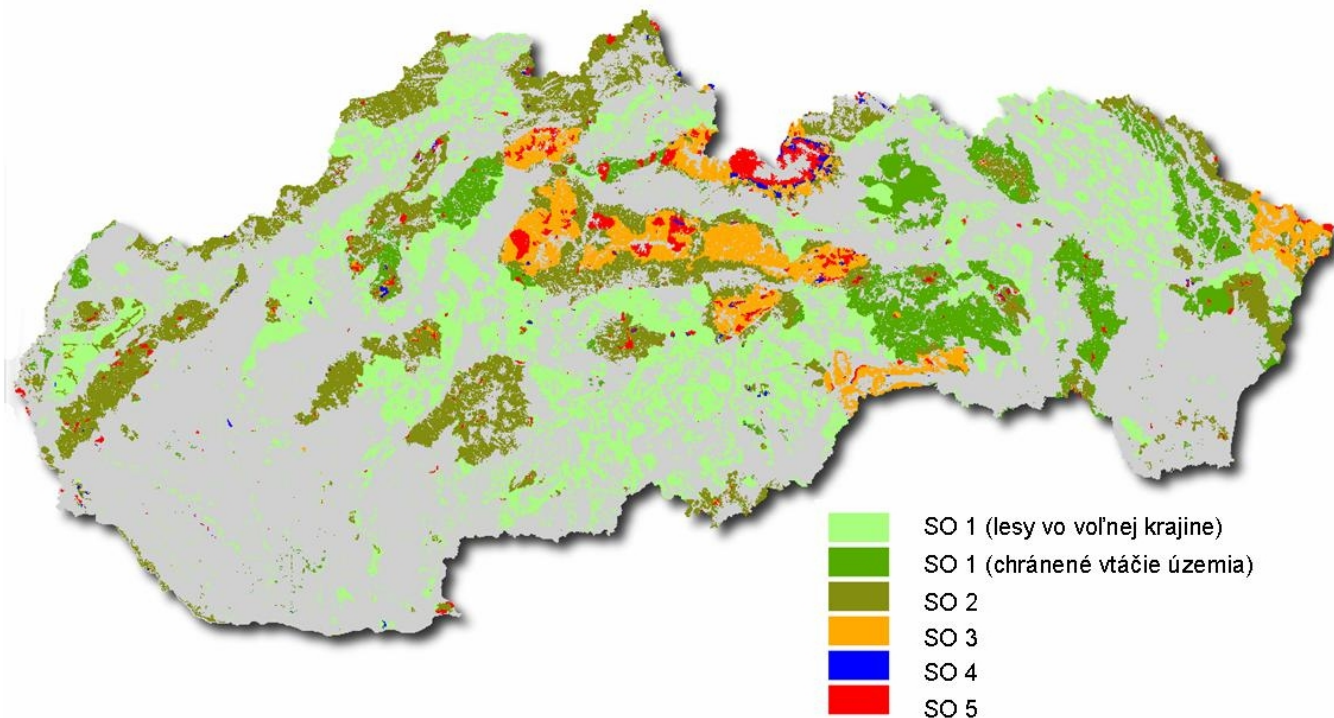 SO 1 (lesy vo voľnej krajine)
SO 1 (chránené vtáčie územia)
SO 2
SO 3
SO 4
SO 5